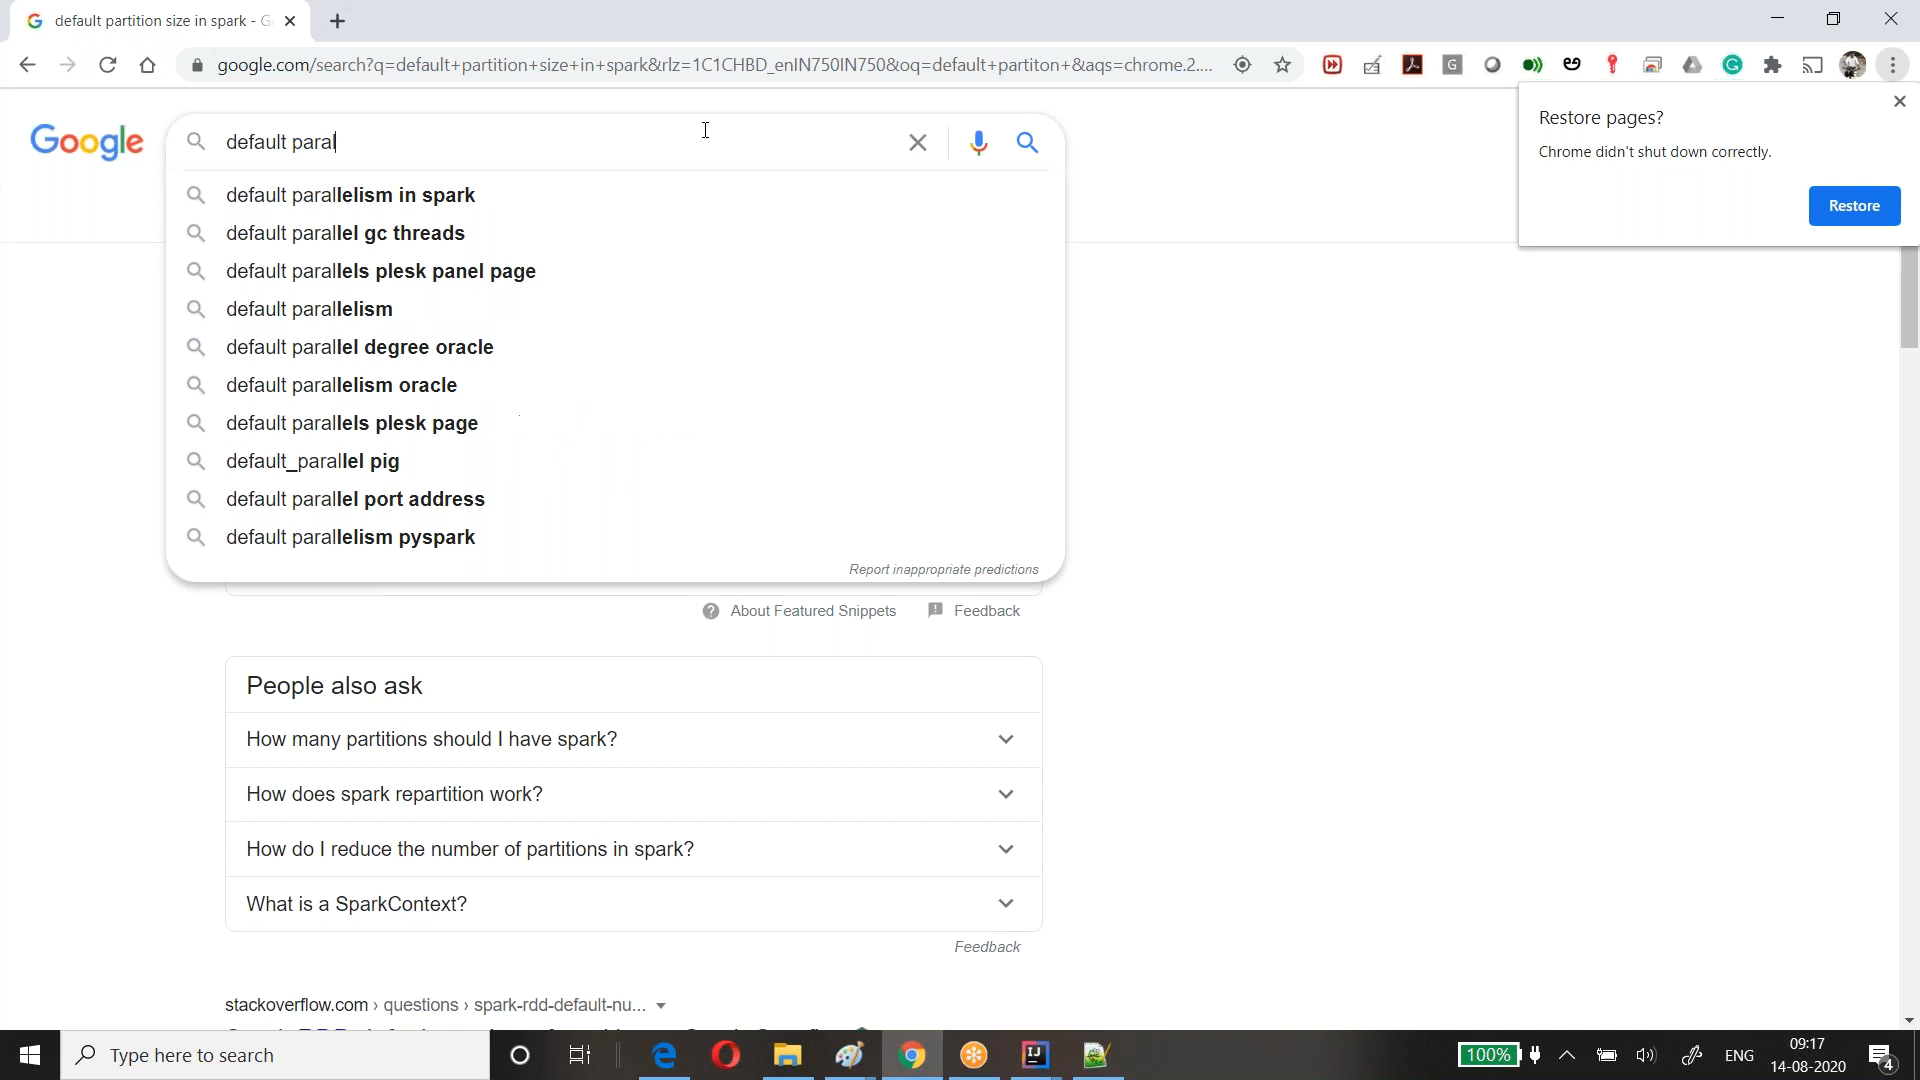 default partition size in spark - G
google.com/search?q=default+partition+size+in+spark&rlz=1C1CHBD_enIN750IN750&oq=default+partiton+&aqs=chrome.2....
Restore pages?
Chrome didn't shut down correctly.
Restore
Google
default paral
default parallelism in spark
default parallel gc threads
default parallels plesk panel page
default parallelism
default parallel degree oracle
default parallelism oracle
default parallels plesk page
default_parallel pig
default parallel port address
default parallelism pyspark
Report inappropriate predictions
About Featured Snippets
Feedback
People also ask
How many partitions should I have spark?
How does spark repartition work?
How do I reduce the number of partitions in spark?
What is a SparkContext?
Feedback
stackoverflow.com › questions › spark-rdd-default-nu...
Type here to search
100%
ENG
09:17
14-08-2020
4